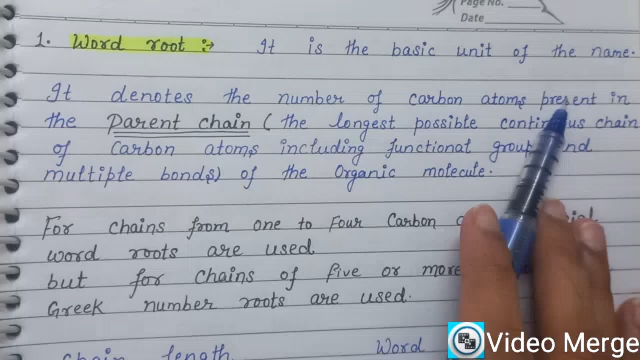 Page No.
Date
1. Word root :- It is the basic unit of the name.
It denotes the number of carbon atoms present in
the Parent chain ( the longest possible continuous chain
of Carbon atoms including functional group and
multiple bonds) of the Organic molecule.
For chains from one to Four Carbon
word roots are used
but for Chains of five or more
Greek number roots are used.
Chain length Word
Video Merge